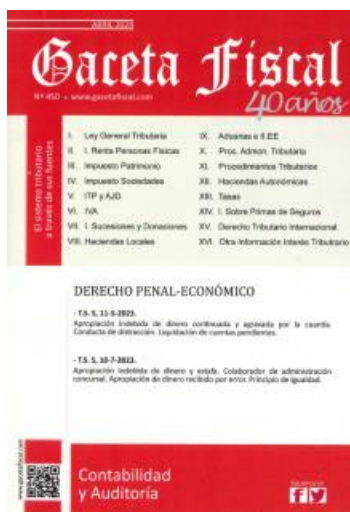 ABRIL 2024
Gaceta Fiscal
40 años
Nº 450 • www.gacetafiscal.com
El sistema tributario
a través de sus fuentes
I. Ley General Tributaria
II. I. Renta Personas Físicas
III. Impuesto Patrimonio
IV. Impuesto Sociedades
V. ITP y AJD
VI. IVA
VII. I. Sucesiones y Donasiones
VIII. Haciendas Locales
IX. Aduanas e II.EE
X. Proc. Admon. Tributaria
XI. Procedimientos Tributarios
XII. Haciendas Autonómicas
XIII. Tasas
XIV. I. Sobre Primas de Seguros
XV. Derecho Tributario Internacional
XVI. Otra Información Interés Tributrario
DERECHO PENAL-ECONÓMICO
- T.S. S, 11-5-2023.
Apropiación indebida de dinero continuada y agravada por la cuantía.
Conducta de distracción. Liquidación de cuentas pendientes.
- T.S. S, 10-7-2023.
Apropiación indebida de dinero y estafa. Colaborador de administración
concursal. Apropiación de dinero recibido por error. Principio de igualdad.
www.gacetafiscal.com
Contabilidad
y Auditoría
Síguenos en